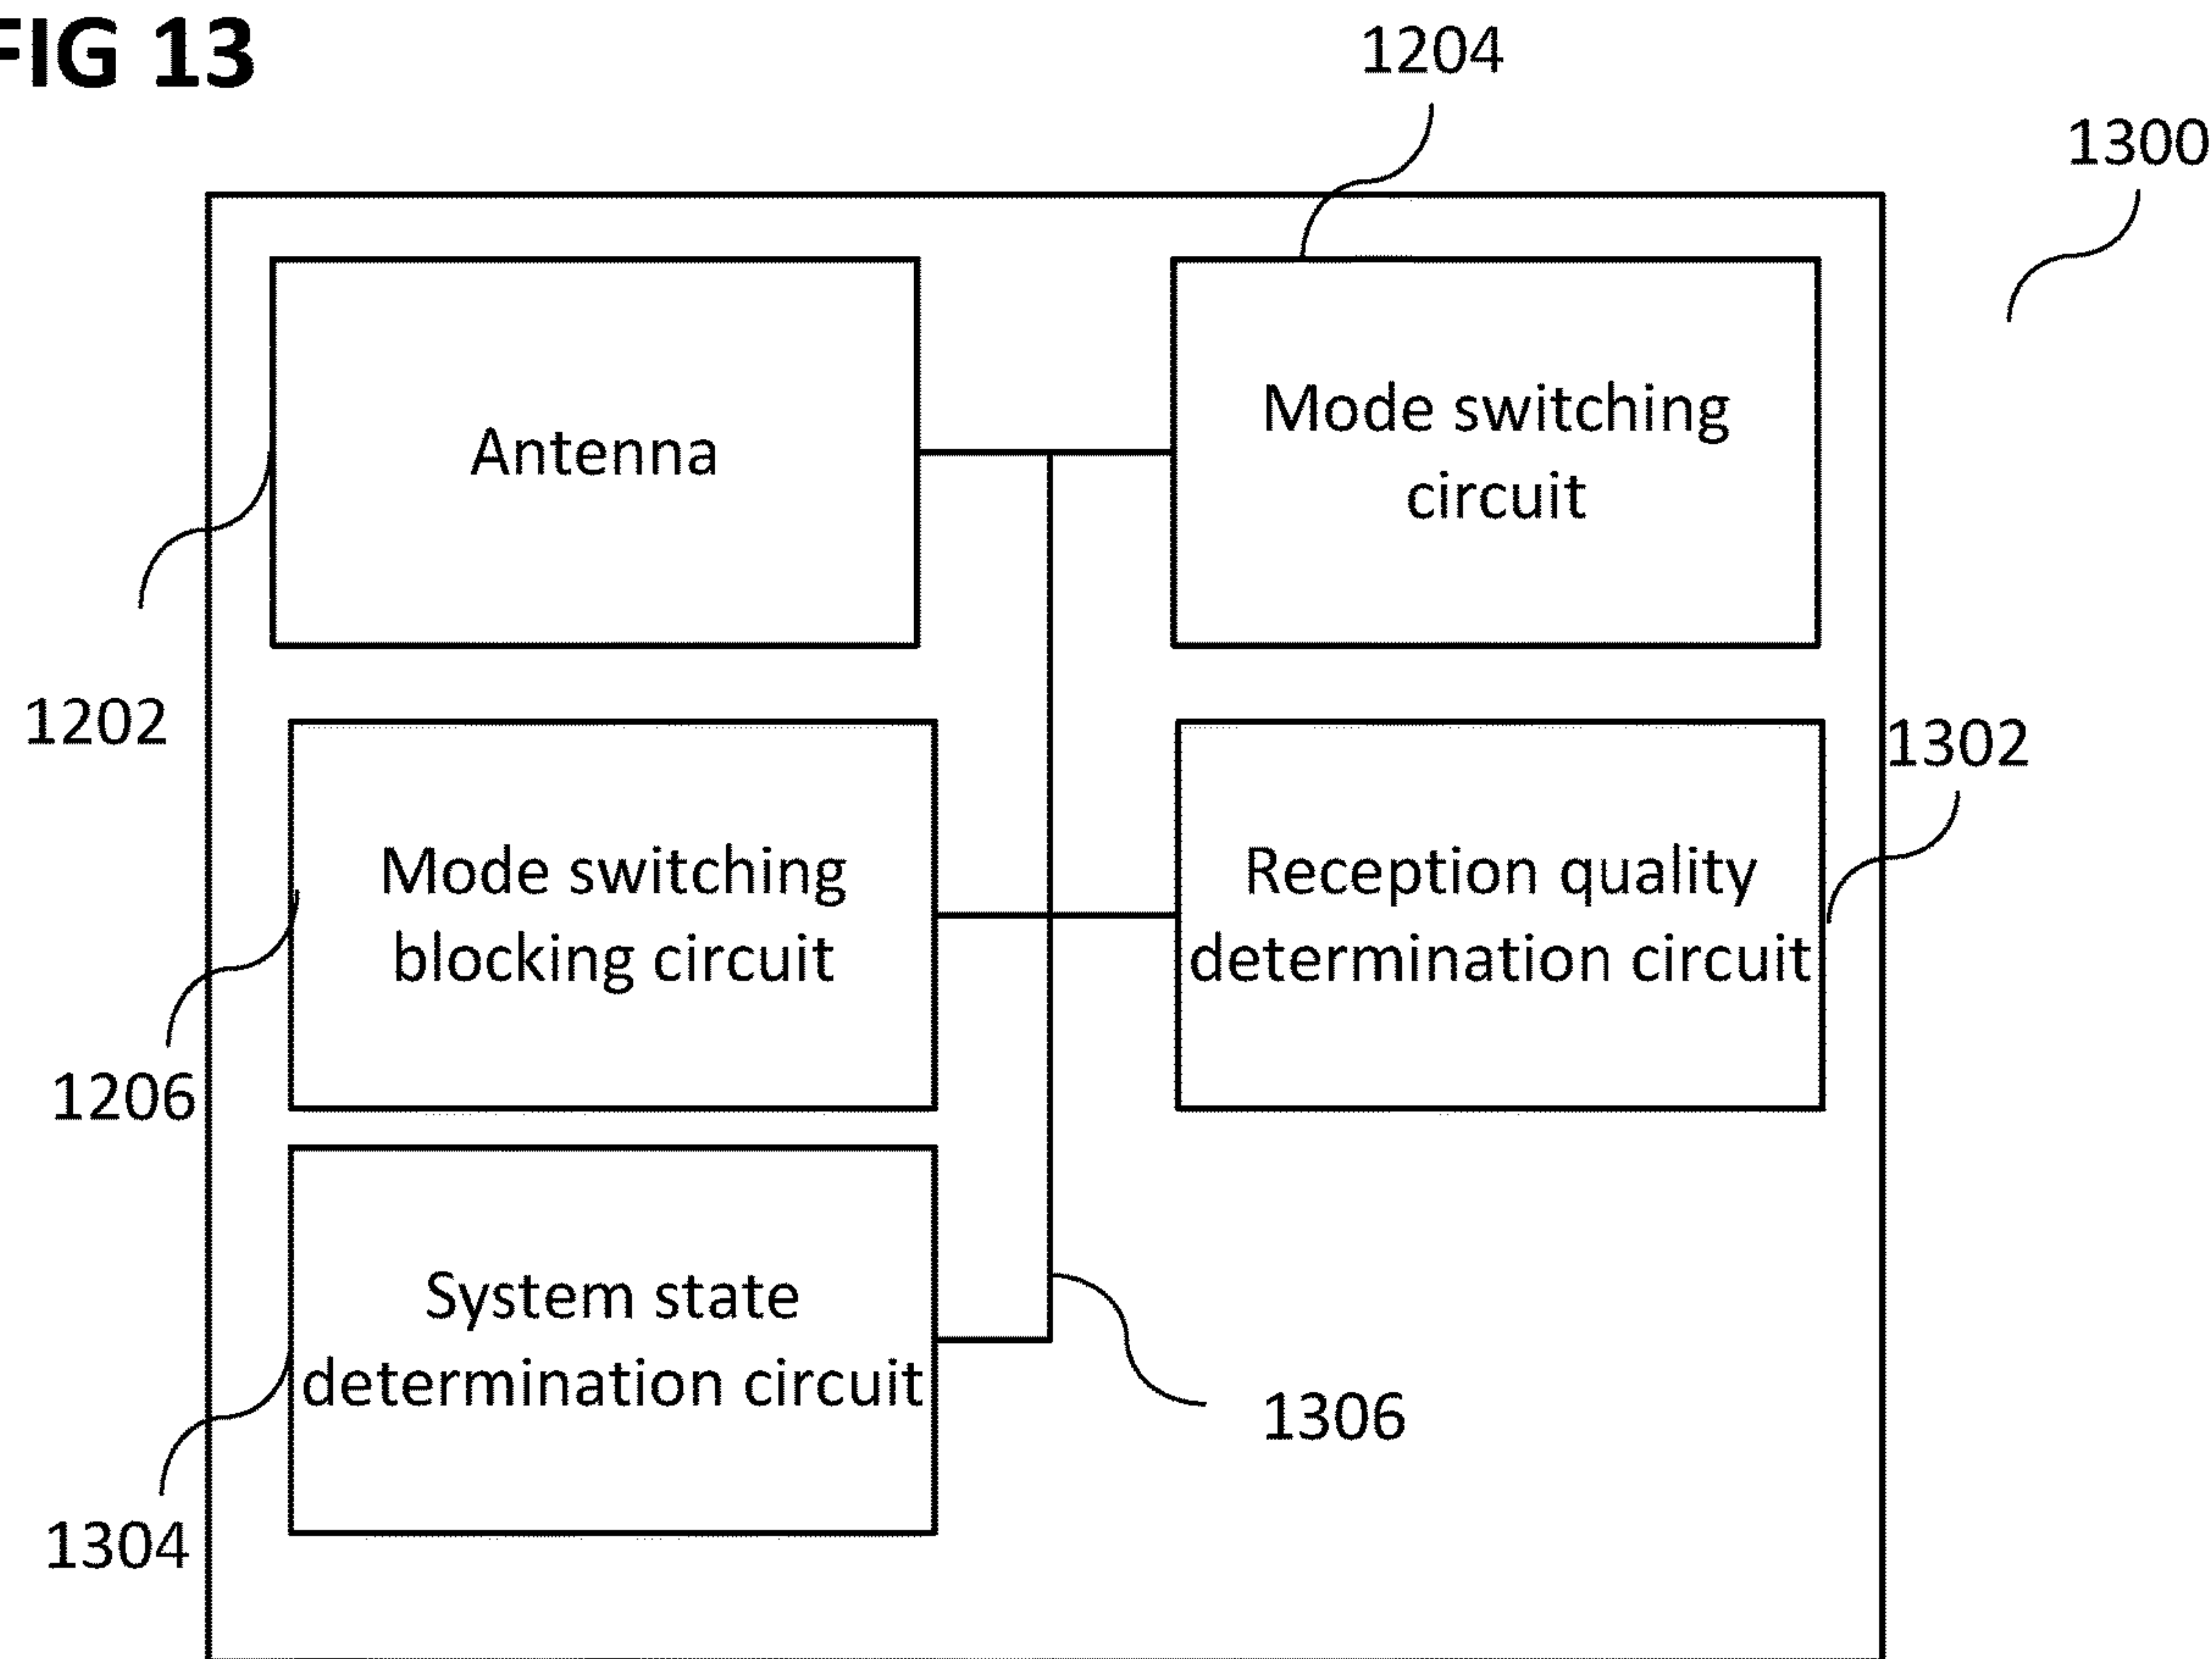 FIG 13
1204
1300
Antenna
Mode switching
circuit
1202
1302
Mode switching
blocking circuit
Reception quality
determination circuit
1206
System state
determination circuit
1306
1304